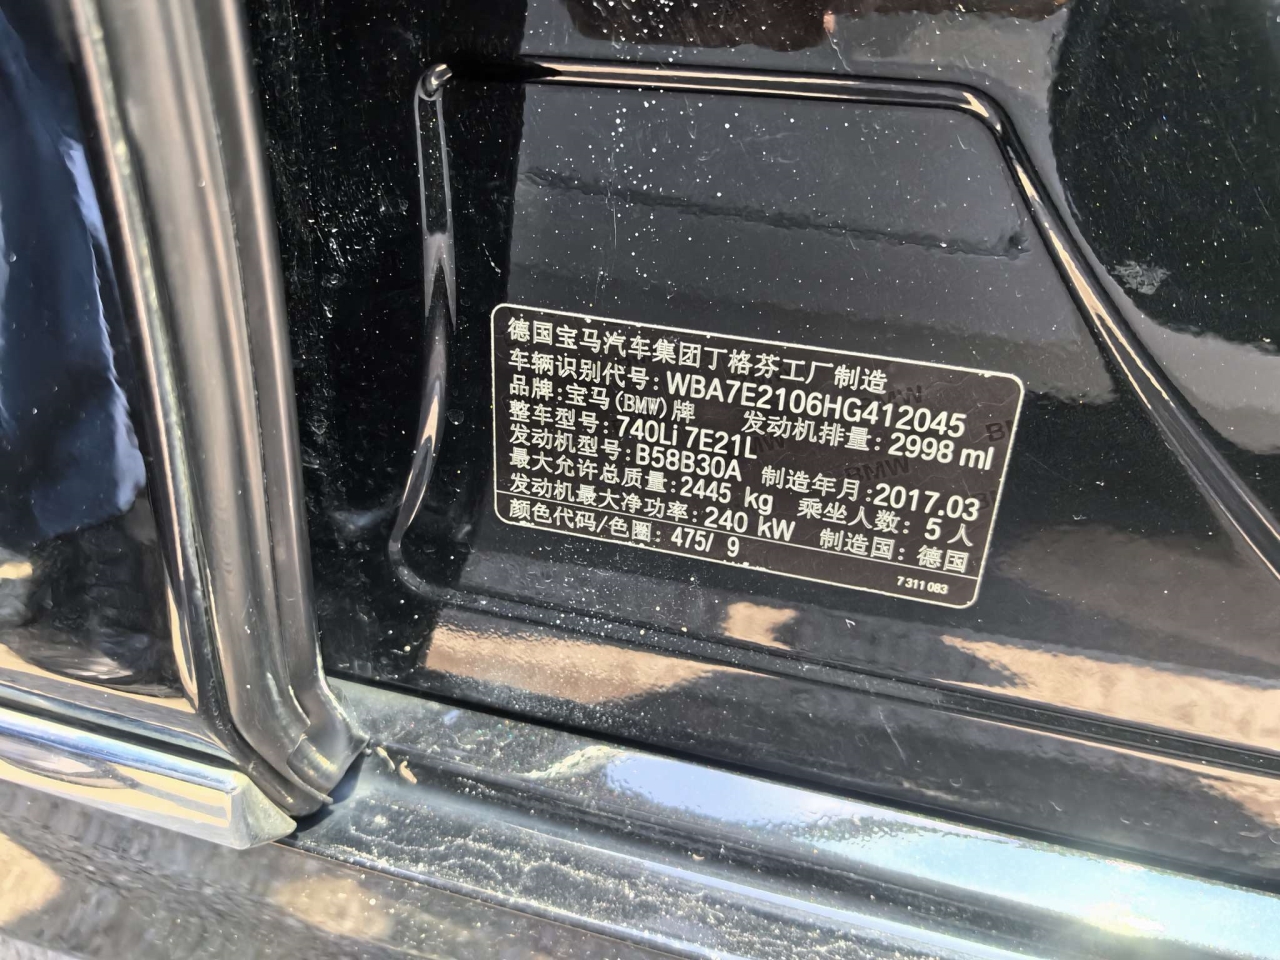 德国宝马汽车集团丁格芬工厂制造
车辆识别代号: WBA7E2106HG412045
品牌: 宝马(BMW)牌 发动机排量: 2998 ml
整车型号: 740Li 7E21L
发动机型号: B58B30A 制造年月: 2017.03
最大允许总质量: 2445 kg 乘坐人数: 5人
发动机最大净功率: 240 kW 制造国: 德国
颜色代码/色圈: 475/ 9
7 311 083